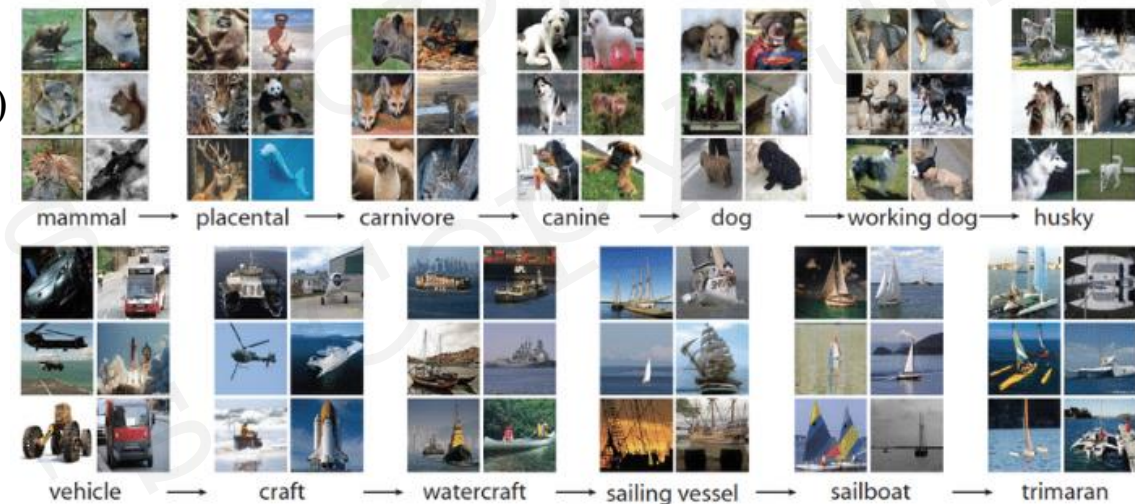 )
mammal → placental → carnivore → canine → dog → working dog → husky
vehicle → craft → watercraft → sailing vessel → sailboat → trimaran